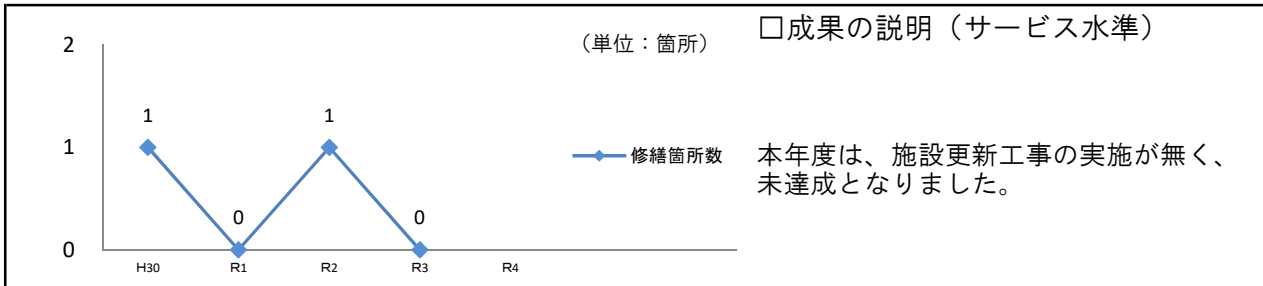 2
(単位：箇所)
□成果の説明（サービス水準）
1
1
1
修繕箇所数
本年度は、施設更新工事の実施が無く、
未達成となりました。
0
0
0
H30 R1 R2 R3 R4